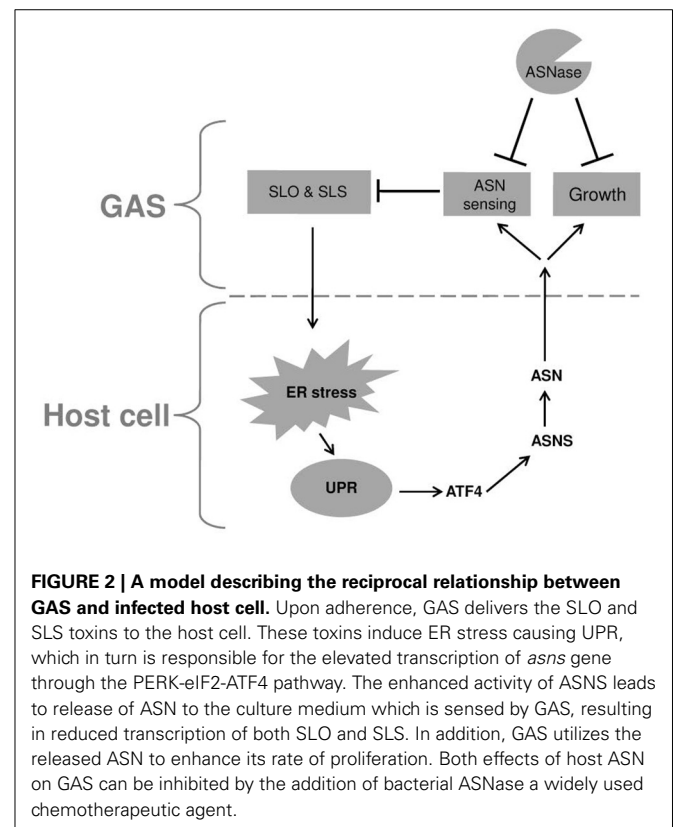 ASNase
GAS
SLO & SLS
ASN
sensing
Growth
Host cell
ER stress
UPR
ATF4
ASNS
ASN
FIGURE 2 | A model describing the reciprocal relationship between
GAS and infected host cell. Upon adherence, GAS delivers the SLO and
SLS toxins to the host cell. These toxins induce ER stress causing UPR,
which in turn is responsible for the elevated transcription of asns gene
through the PERK-eIF2-ATF4 pathway. The enhanced activity of ASNS leads
to release of ASN to the culture medium which is sensed by GAS, resulting
in reduced transcription of both SLO and SLS. In addition, GAS utilizes the
released ASN to enhance its rate of proliferation. Both effects of host ASN
on GAS can be inhibited by the addition of bacterial ASNase a widely used
chemotherapeutic agent.